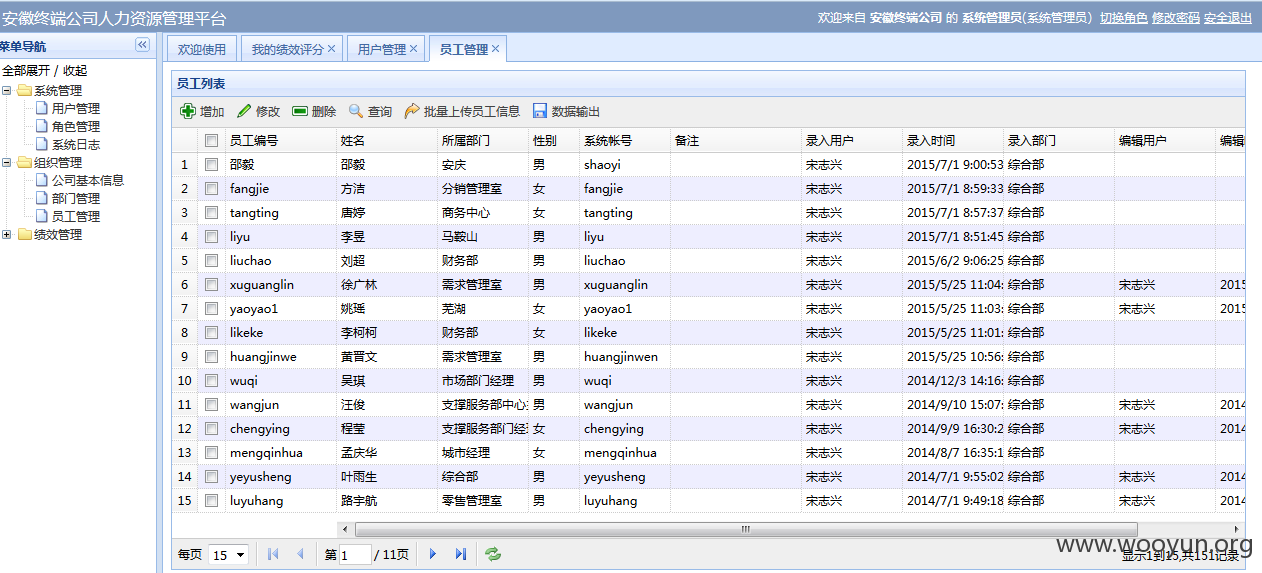 安徽终端公司人力资源管理平台 欢迎来自 安徽终端公司 的 系统管理员(系统管理员) 切换角色 修改密码 安全退出
菜单导航
全部展开 / 收起
系统管理
用户管理
角色管理
系统日志
组织管理
公司基本信息
部门管理
员工管理
绩效管理
欢迎使用 我的绩效评分 用户管理 员工管理
员工列表
增加 修改 删除 查询 批量上传员工信息 数据输出
员工编号 姓名 所属部门 性别 系统帐号 备注 录入用户 录入时间 录入部门 编辑用户 编辑
1 邵毅 邵毅 安庆 男 shaoyi 宋志兴 2015/7/1 9:00:53 综合部
2 fangjie 方洁 分销管理室 女 fangjie 宋志兴 2015/7/1 8:59:33 综合部
3 tangting 唐婷 商务中心 女 tangting 宋志兴 2015/7/1 8:57:37 综合部
4 liyu 李昱 马鞍山 男 liyu 宋志兴 2015/7/1 8:51:45 综合部
5 liuchao 刘超 财务部 男 liuchao 宋志兴 2015/6/2 9:06:25 综合部
6 xuguanglin 徐广林 需求管理室 男 xuguanglin 宋志兴 2015/5/25 11:04: 综合部 宋志兴 2015
7 yaoyao1 姚瑶 芜湖 女 yaoyao1 宋志兴 2015/5/25 11:03: 综合部 宋志兴 2015
8 likeke 李柯柯 财务部 女 likeke 宋志兴 2015/5/25 11:01: 综合部
9 huangjinwe 黄晋文 需求管理室 男 huangjinwen 宋志兴 2015/5/25 10:56: 综合部
10 wuqi 吴琪 市场部门经理 男 wuqi 宋志兴 2014/12/3 14:16: 综合部
11 wangjun 汪俊 支撑服务部中心 男 wangjun 宋志兴 2014/9/10 15:07: 综合部 宋志兴 2014
12 chengying 程莹 支撑服务部门经 女 chengying 宋志兴 2014/9/9 16:30:2 综合部 宋志兴 2014
13 mengqinhua 孟庆华 城市经理 女 mengqinhua 宋志兴 2014/8/7 16:35:1 综合部
14 yeyusheng 叶雨生 综合部 男 yeyusheng 宋志兴 2014/7/1 9:55:02 综合部 宋志兴 2014
15 luyuhang 路宇航 零售管理室 男 luyuhang 宋志兴 2014/7/1 9:49:18 综合部 宋志兴 2014
每页 15 第 1 / 11页 显示1到15,共151记录
www.wooyun.org